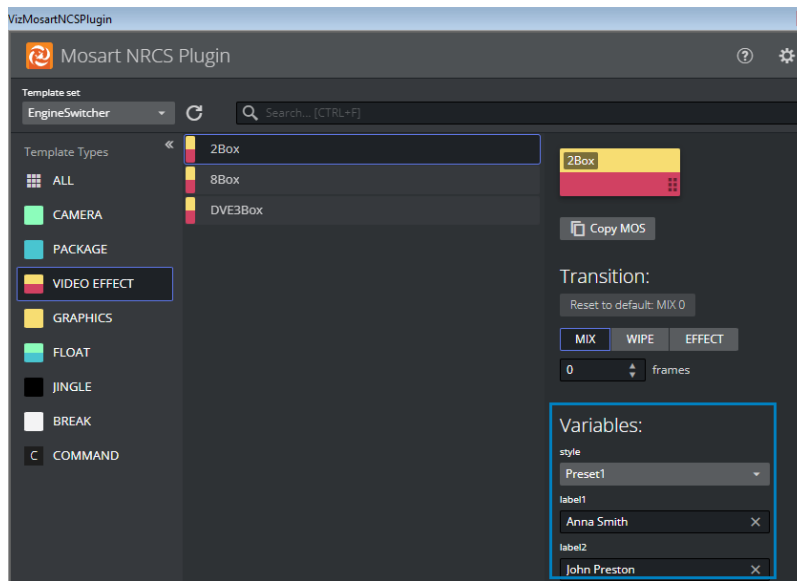 VizMosartNCSPlugin
Mosart NRCS Plugin
Template set
EngineSwitcher
Search... [CTRL+F]
Template Types
ALL
CAMERA
PACKAGE
VIDEO EFFECT
GRAPHICS
FLOAT
JINGLE
BREAK
C COMMAND
2Box
8Box
DVE3Box
2Box
Copy MOS
Transition:
Reset to default: MIX 0
MIX WIPE EFFECT
0 frames
Variables:
style
Preset1
label1
Anna Smith
label2
John Preston